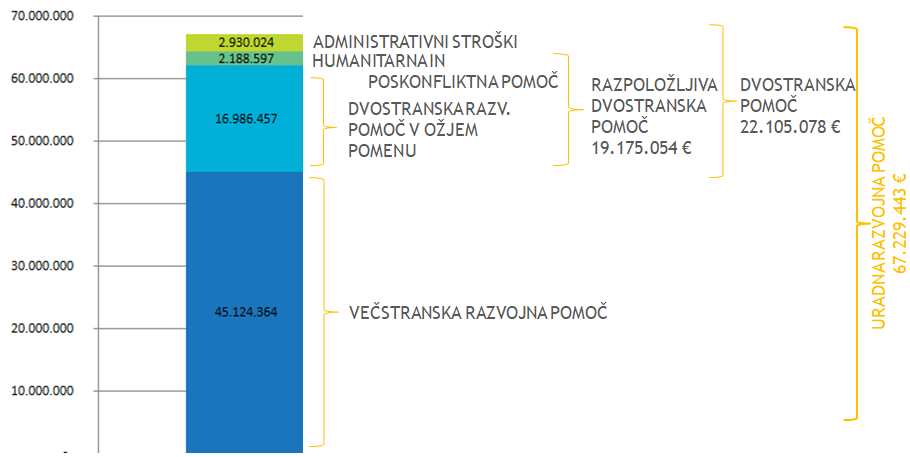 70.000.000
60.000.000
50.000.000
40.000.000
30.000.000
20.000.000
10.000.000
-
2.930.024
2.188.597
16.986.457
45.124.364
ADMINISTRATIVNI STROŠKI
HUMANITARNA IN
POSKONFLIKTNA POMOČ
DVOSTRANSKA RAZV.
POMOČ V OŽJEM
POMENU
VEČSTRANSKA RAZVOJNA POMOČ
RAZPOLOŽLJIVA
DVOSTRANSKA
POMOČ
19.175.054 €
DVOSTRANSKA
POMOČ
22.105.078 €
URADNA RAZVOJNA POMOČ
67.229.443 €